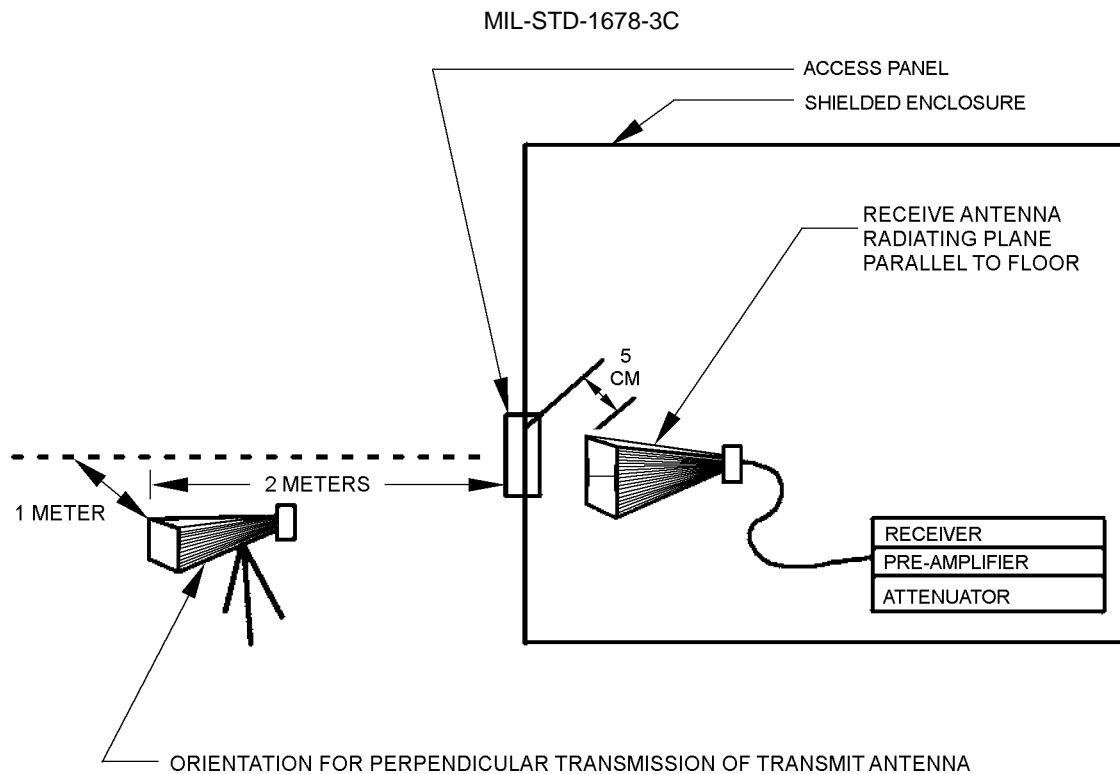 MIL-STD-1678-3C
ACCESS PANEL
SHIELDED ENCLOSURE
RECEIVE ANTENNA
RADIATING PLANE
PARALLEL TO FLOOR
5
CM
2 METERS
1 METER
RECEIVER
PRE-AMPLIFIER
ATTENUATOR
ORIENTATION FOR PERPENDICULAR TRANSMISSION OF TRANSMIT ANTENNA